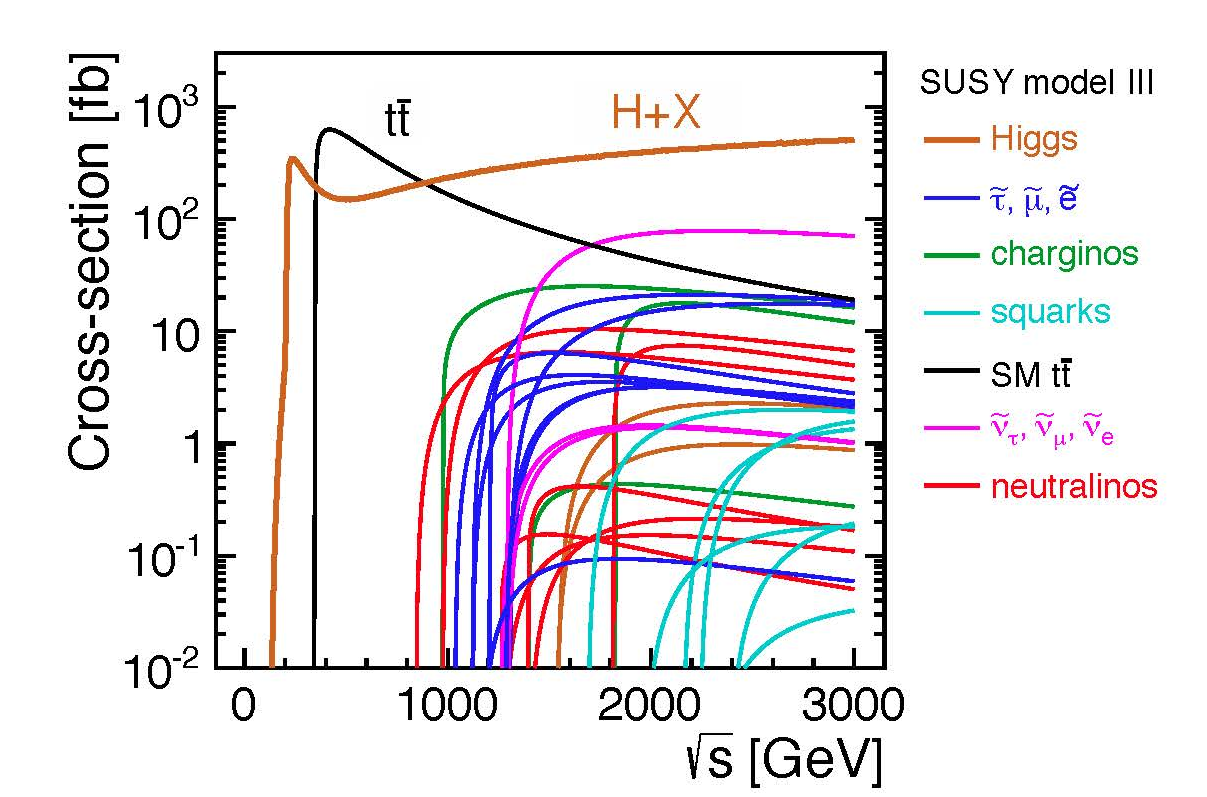 Cross-section [fb]
10³
10²
10
1
10⁻¹
10⁻²
tt̄
H+X
0
1000
2000
3000
√s [GeV]
SUSY model III
Higgs
τ̃, μ̃, ẽ
charginos
squarks
SM tt̄
ν̃τ, ν̃μ, ν̃e
neutralinos